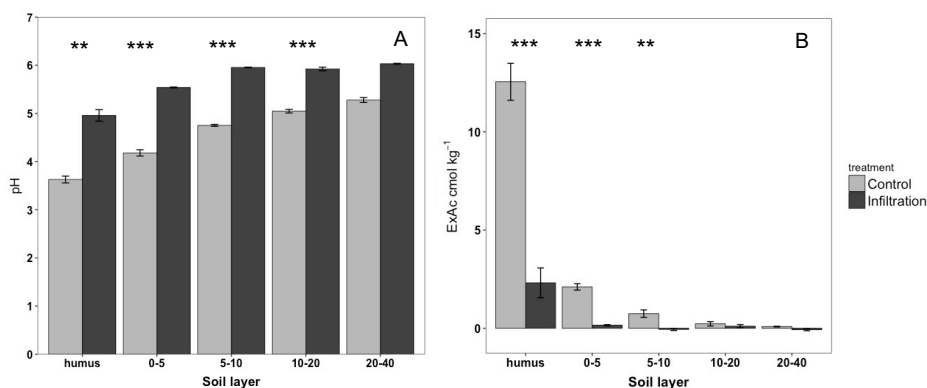 A
** *** *** ***
7
6
5
4
3
2
1
0
pH
humus 0-5 5-10 10-20 20-40
Soil layer
B
*** *** **
15
10
5
0
ExAc cmol kg⁻¹
humus 0-5 5-10 10-20 20-40
Soil layer
treatment
Control
Infiltration